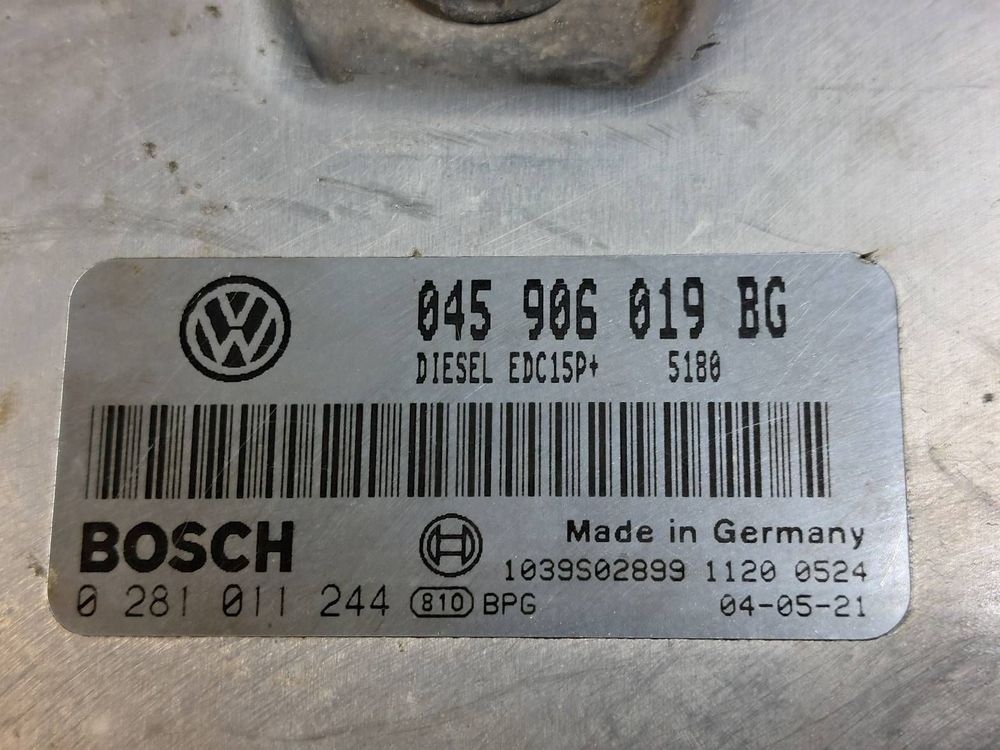 045 906 019 BG
DIESEL EDC15P+ 5180
BOSCH Made in Germany
1039S02899 1120 0524
0 281 011 244 810 BPG 04-05-21